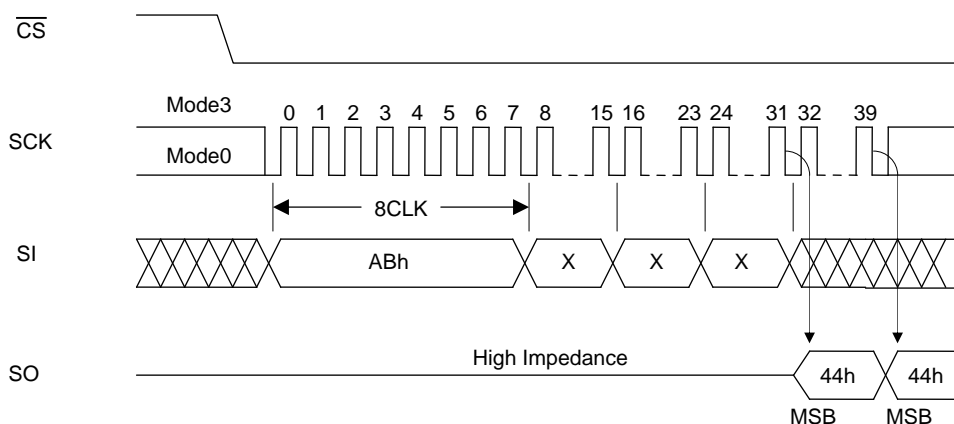 CS
Mode3
0 1 2 3 4 5 6 7 8 15 16 23 24 31 32 39
SCK
Mode0
8CLK
SI
ABh X X X
High Impedance
SO
44h 44h
MSB MSB